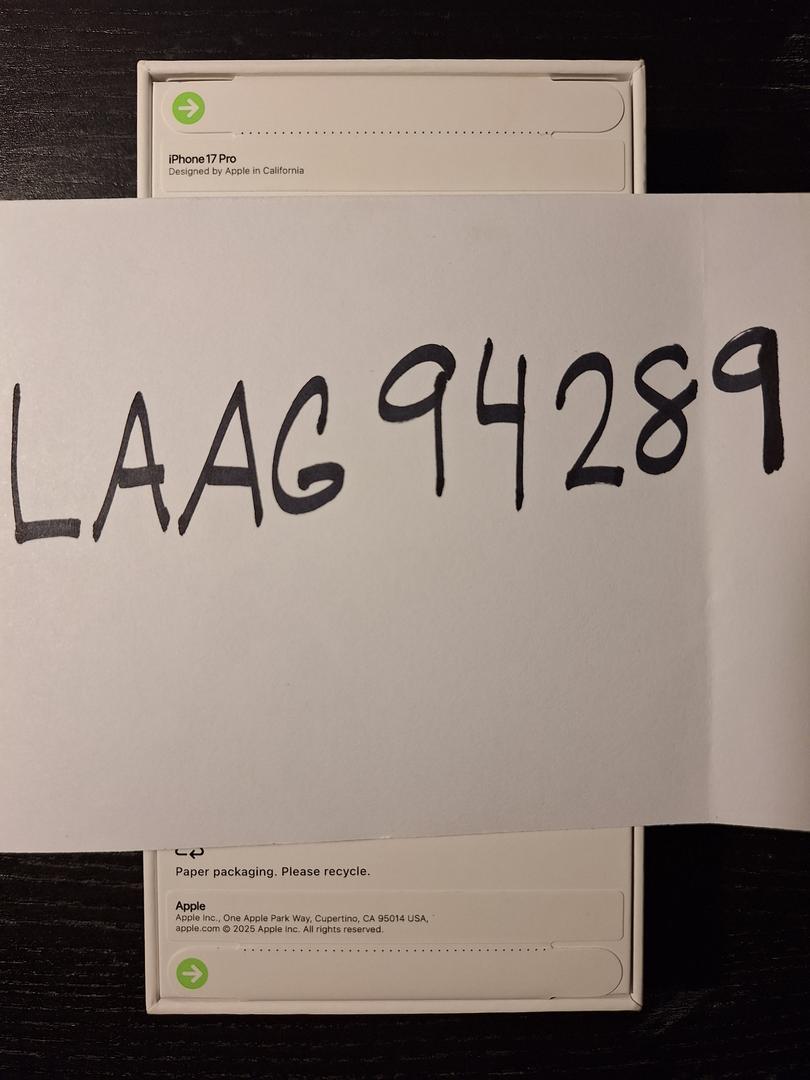 iPhone 17 Pro
Designed by Apple in California
LAAG 94289
Paper packaging. Please recycle.
Apple
Apple Inc., One Apple Park Way, Cupertino, CA 95014 USA,
apple.com © 2025 Apple Inc. All rights reserved.